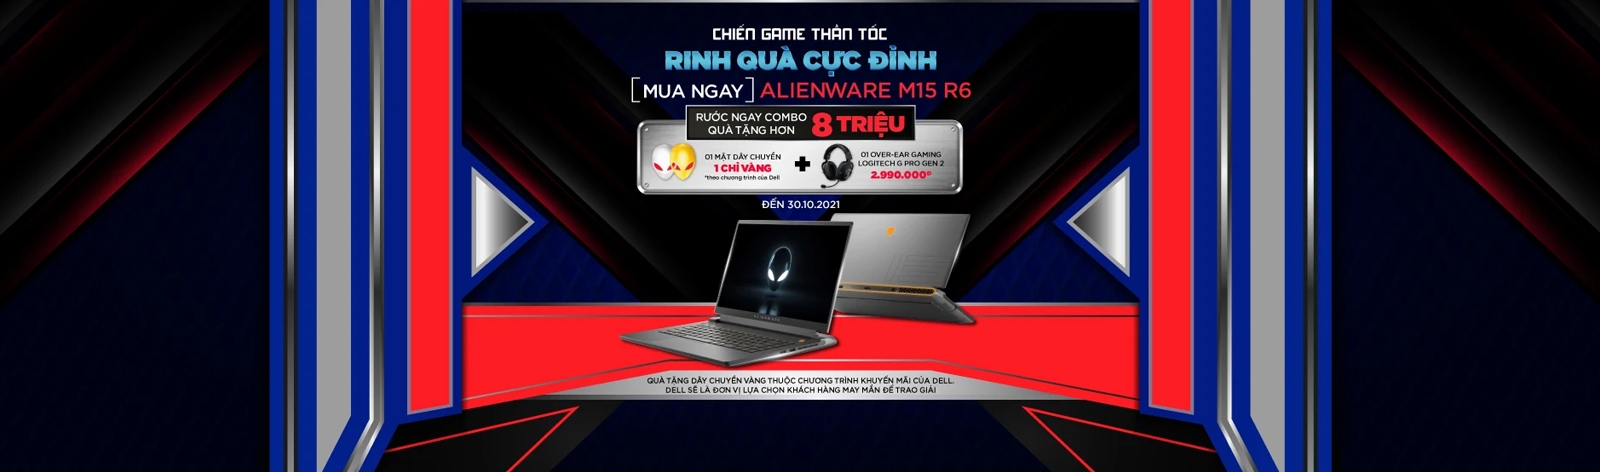 CHIẾN GAME THẦN TỐC
RINH QUÀ CỰC ĐỈNH
[MUA NGAY] ALIENWARE M15 R6
RƯỚC NGAY COMBO
QUÀ TẶNG HƠN
8 TRIỆU
01 MẶT DÂY CHUYỀN
1 CHỈ VÀNG
*theo chương trình của Dell
+
01 OVER-EAR GAMING
LOGITECH G PRO GEN 2
2.990.000Đ
ĐẾN 30.10.2021
ALIENWARE
QUÀ TẶNG DÂY CHUYỀN VÀNG THUỘC CHƯƠNG TRÌNH KHUYẾN MÃI CỦA DELL.
DELL SẼ LÀ ĐƠN VỊ LỰA CHỌN KHÁCH HÀNG MAY MẮN ĐỂ TRAO GIẢI